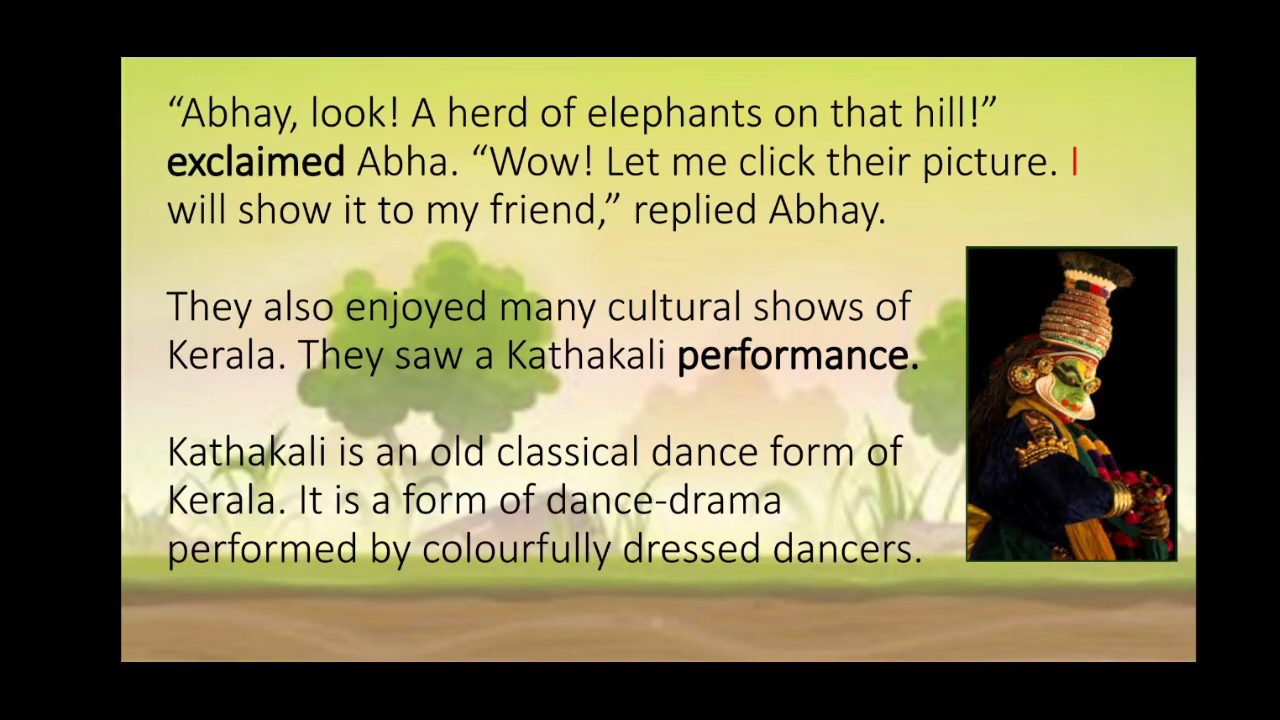 “Abhay, look! A herd of elephants on that hill!”
exclaimed Abha. “Wow! Let me click their picture. I
will show it to my friend,” replied Abhay.
They also enjoyed many cultural shows of
Kerala. They saw a Kathakali performance.
Kathakali is an old classical dance form of
Kerala. It is a form of dance-drama
performed by colourfully dressed dancers.